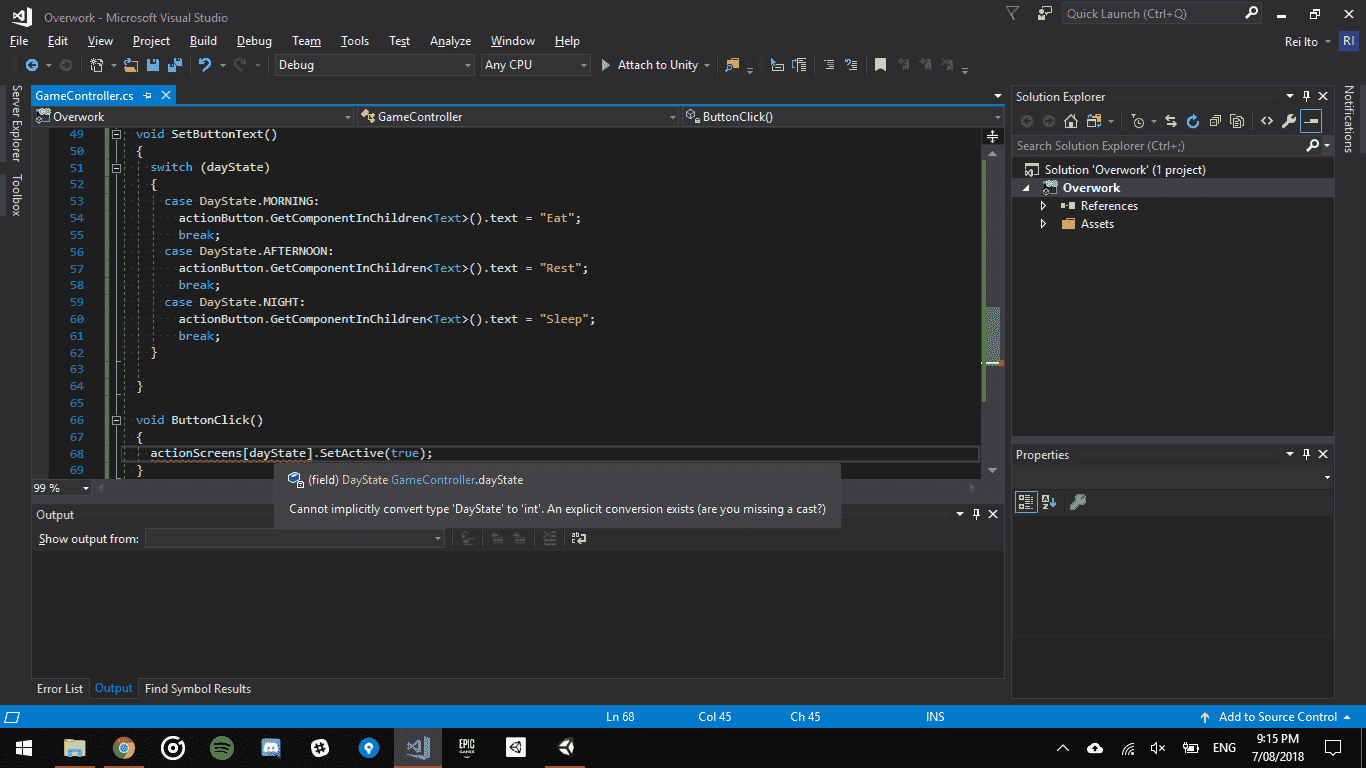 Overwork - Microsoft Visual Studio
Quick Launch (Ctrl+Q)
File Edit View Project Build Debug Team Tools Test Analyze Window Help
Rei Ito RI
Debug Any CPU Attach to Unity
Server Explorer
Toolbox
GameController.cs
Overwork GameController ButtonClick()
49 void SetButtonText()
50 {
51 switch (dayState)
52 {
53 case DayState.MORNING:
54 actionButton.GetComponentInChildren<Text>().text = "Eat";
55 break;
56 case DayState.AFTERNOON:
57 actionButton.GetComponentInChildren<Text>().text = "Rest";
58 break;
59 case DayState.NIGHT:
60 actionButton.GetComponentInChildren<Text>().text = "Sleep";
61 break;
62 }
63
64 }
65
66 void ButtonClick()
67 {
68 actionScreens[dayState].SetActive(true);
69 }
(field) DayState GameController.dayState
Cannot implicitly convert type 'DayState' to 'int'. An explicit conversion exists (are you missing a cast?)
99 %
Output
Show output from:
Error List Output Find Symbol Results
Solution Explorer
Search Solution Explorer (Ctrl+;)
Solution 'Overwork' (1 project)
Overwork
References
Assets
Properties
Notifications
Ln 68 Col 45 Ch 45 INS Add to Source Control
EPIC
GAMES
ENG
9:15 PM
7/08/2018